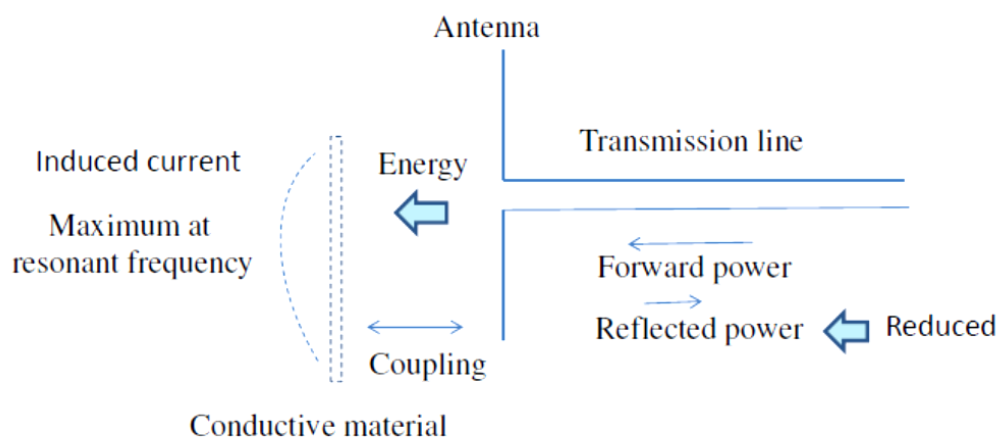 Antenna
Transmission line
Induced current
Energy
Maximum at
resonant frequency
Forward power
Reflected power
Reduced
Coupling
Conductive material